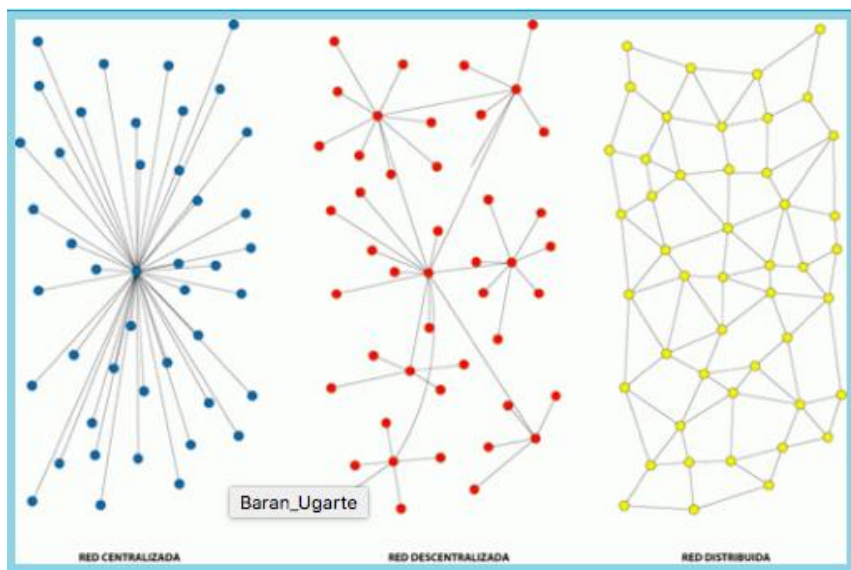 Baran_Ugarte
RED CENTRALIZADA
RED DESCENTRALIZADA
RED DISTRIBUIDA